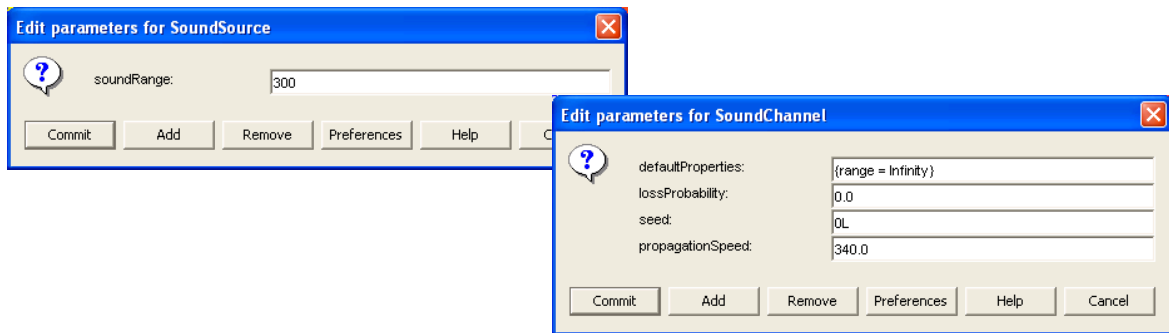 Edit parameters for SoundSource
soundRange: 300
Commit Add Remove Preferences Help C
Edit parameters for SoundChannel
defaultProperties: {range = Infinity}
lossProbability: 0.0
seed: 0L
propagationSpeed: 340.0
Commit Add Remove Preferences Help Cancel